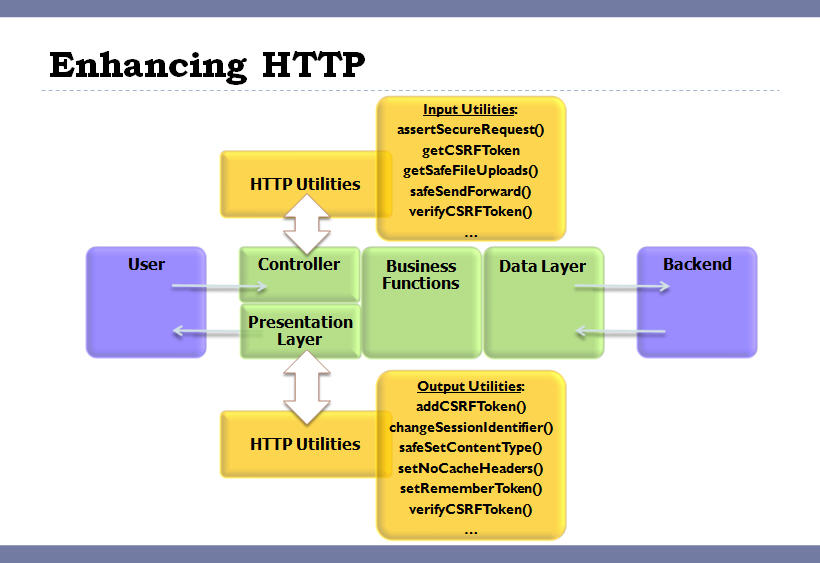 Enhancing HTTP
Input Utilities:
assertSecureRequest()
getCSRFToken
getSafeFileUploads()
safeSendForward()
verifyCSRFToken()
...
HTTP Utilities
User
Controller
Business
Functions
Data Layer
Backend
Presentation
Layer
HTTP Utilities
Output Utilities:
addCSRFToken()
changeSessionIdentifier()
safeSetContentType()
setNoCacheHeaders()
setRememberToken()
verifyCSRFToken()
...